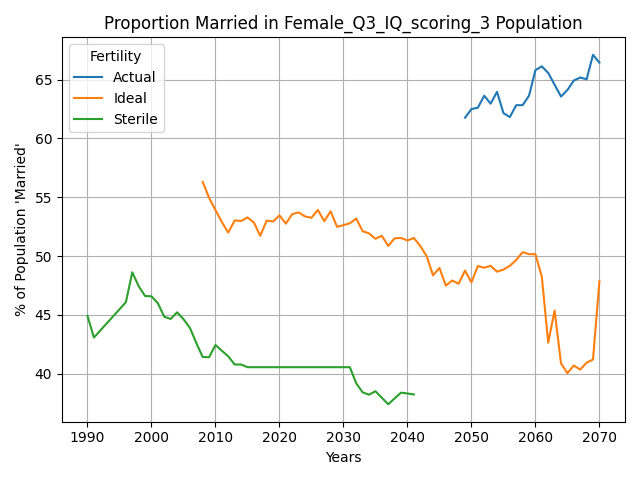 Proportion Married in Female_Q3_IQ_scoring_3 Population
Fertility
Actual
Ideal
Sterile
% of Population 'Married'
65
60
55
50
45
40
1990 2000 2010 2020 2030 2040 2050 2060 2070
Years